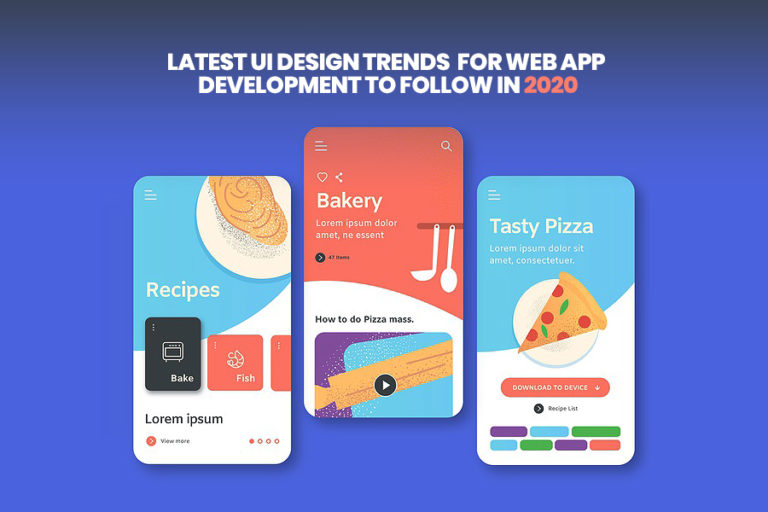 LATEST UI DESIGN TRENDS FOR WEB APP
DEVELOPMENT TO FOLLOW IN 2020
Recipes
Bake
Fish
Lorem ipsum
View more
Bakery
Lorem ipsum dolor
amet, ne essent
47 Items
How to do Pizza mass.
Tasty Pizza
Lorem ipsum dolor sit
amet, consectetuer.
DOWNLOAD TO DEVICE
Recipe List